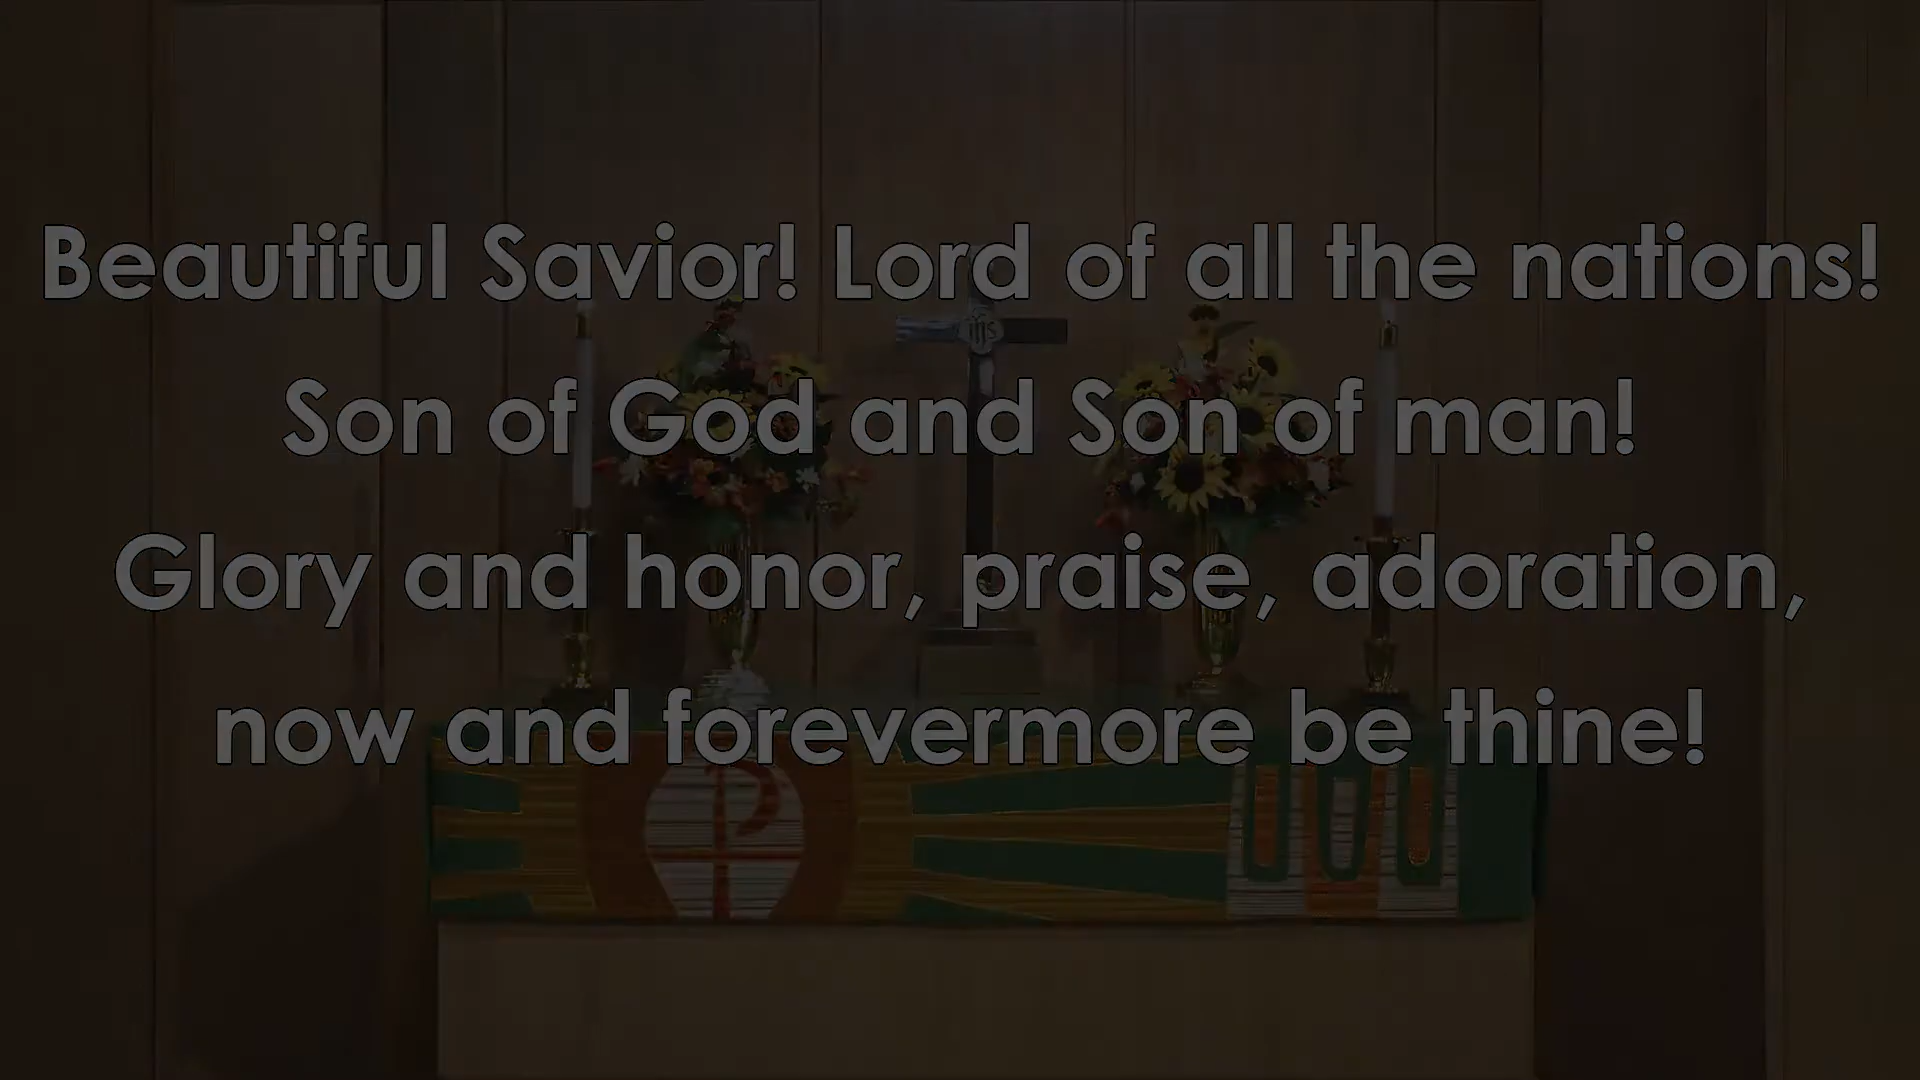 Beautiful Savior! Lord of all the nations!
Son of God and Son of man!
ihs
Glory and honor, praise, adoration,
now and forevermore be thine!